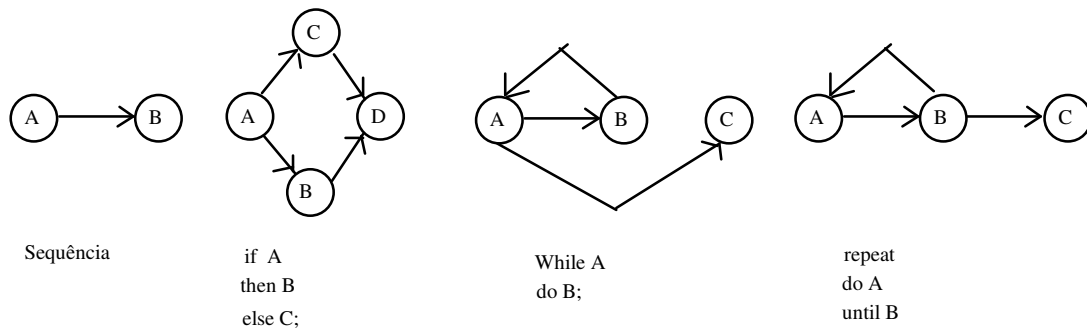 A
B
A
C
B
D
A
B
C
A
B
C
Sequência
if A
then B
else C;
While A
do B;
repeat
do A
until B